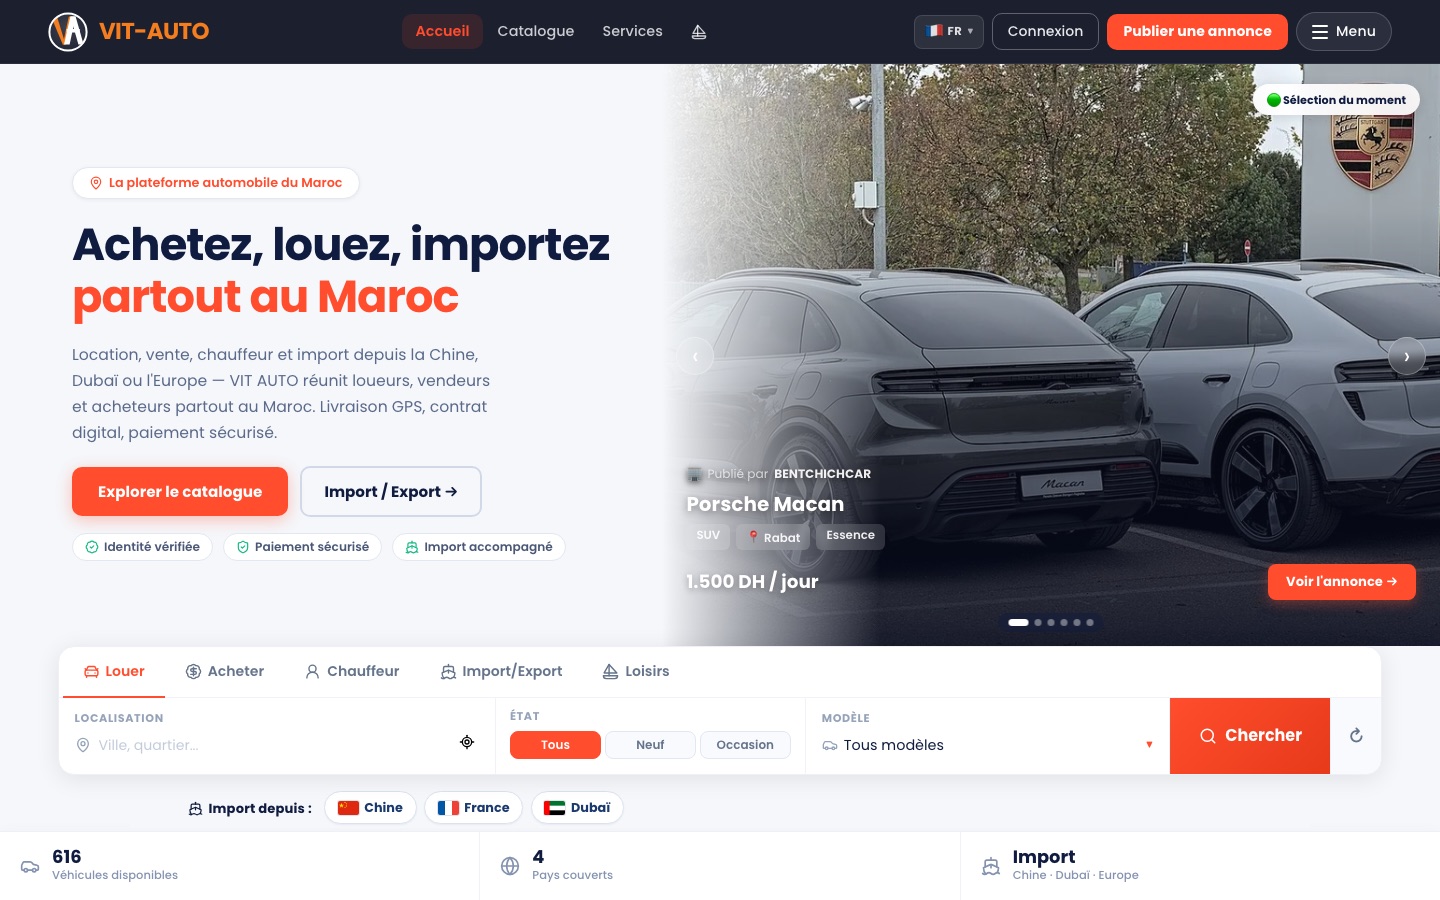 VIT-AUTO
Accueil
Catalogue
Services
FR
Connexion
Publier une annonce
Menu
Sélection du moment
La plateforme automobile du Maroc
Achetez, louez, importez
partout au Maroc
Location, vente, chauffeur et import depuis la Chine,
Dubaï ou l'Europe — VIT AUTO réunit loueurs, vendeurs
et acheteurs partout au Maroc. Livraison GPS, contrat
digital, paiement sécurisé.
Explorer le catalogue
Import / Export →
Identité vérifiée
Paiement sécurisé
Import accompagné
Publié par BENTCHICHCAR
Porsche Macan
SUV
Rabat
Essence
1.500 DH / jour
Voir l'annonce →
Macan
Louer
Acheter
Chauffeur
Import/Export
Loisirs
LOCALISATION
Ville, quartier...
ÉTAT
Tous
Neuf
Occasion
MODÈLE
Tous modèles
Chercher
Import depuis :
Chine
France
Dubaï
616
Véhicules disponibles
4
Pays couverts
Import
Chine · Dubaï · Europe